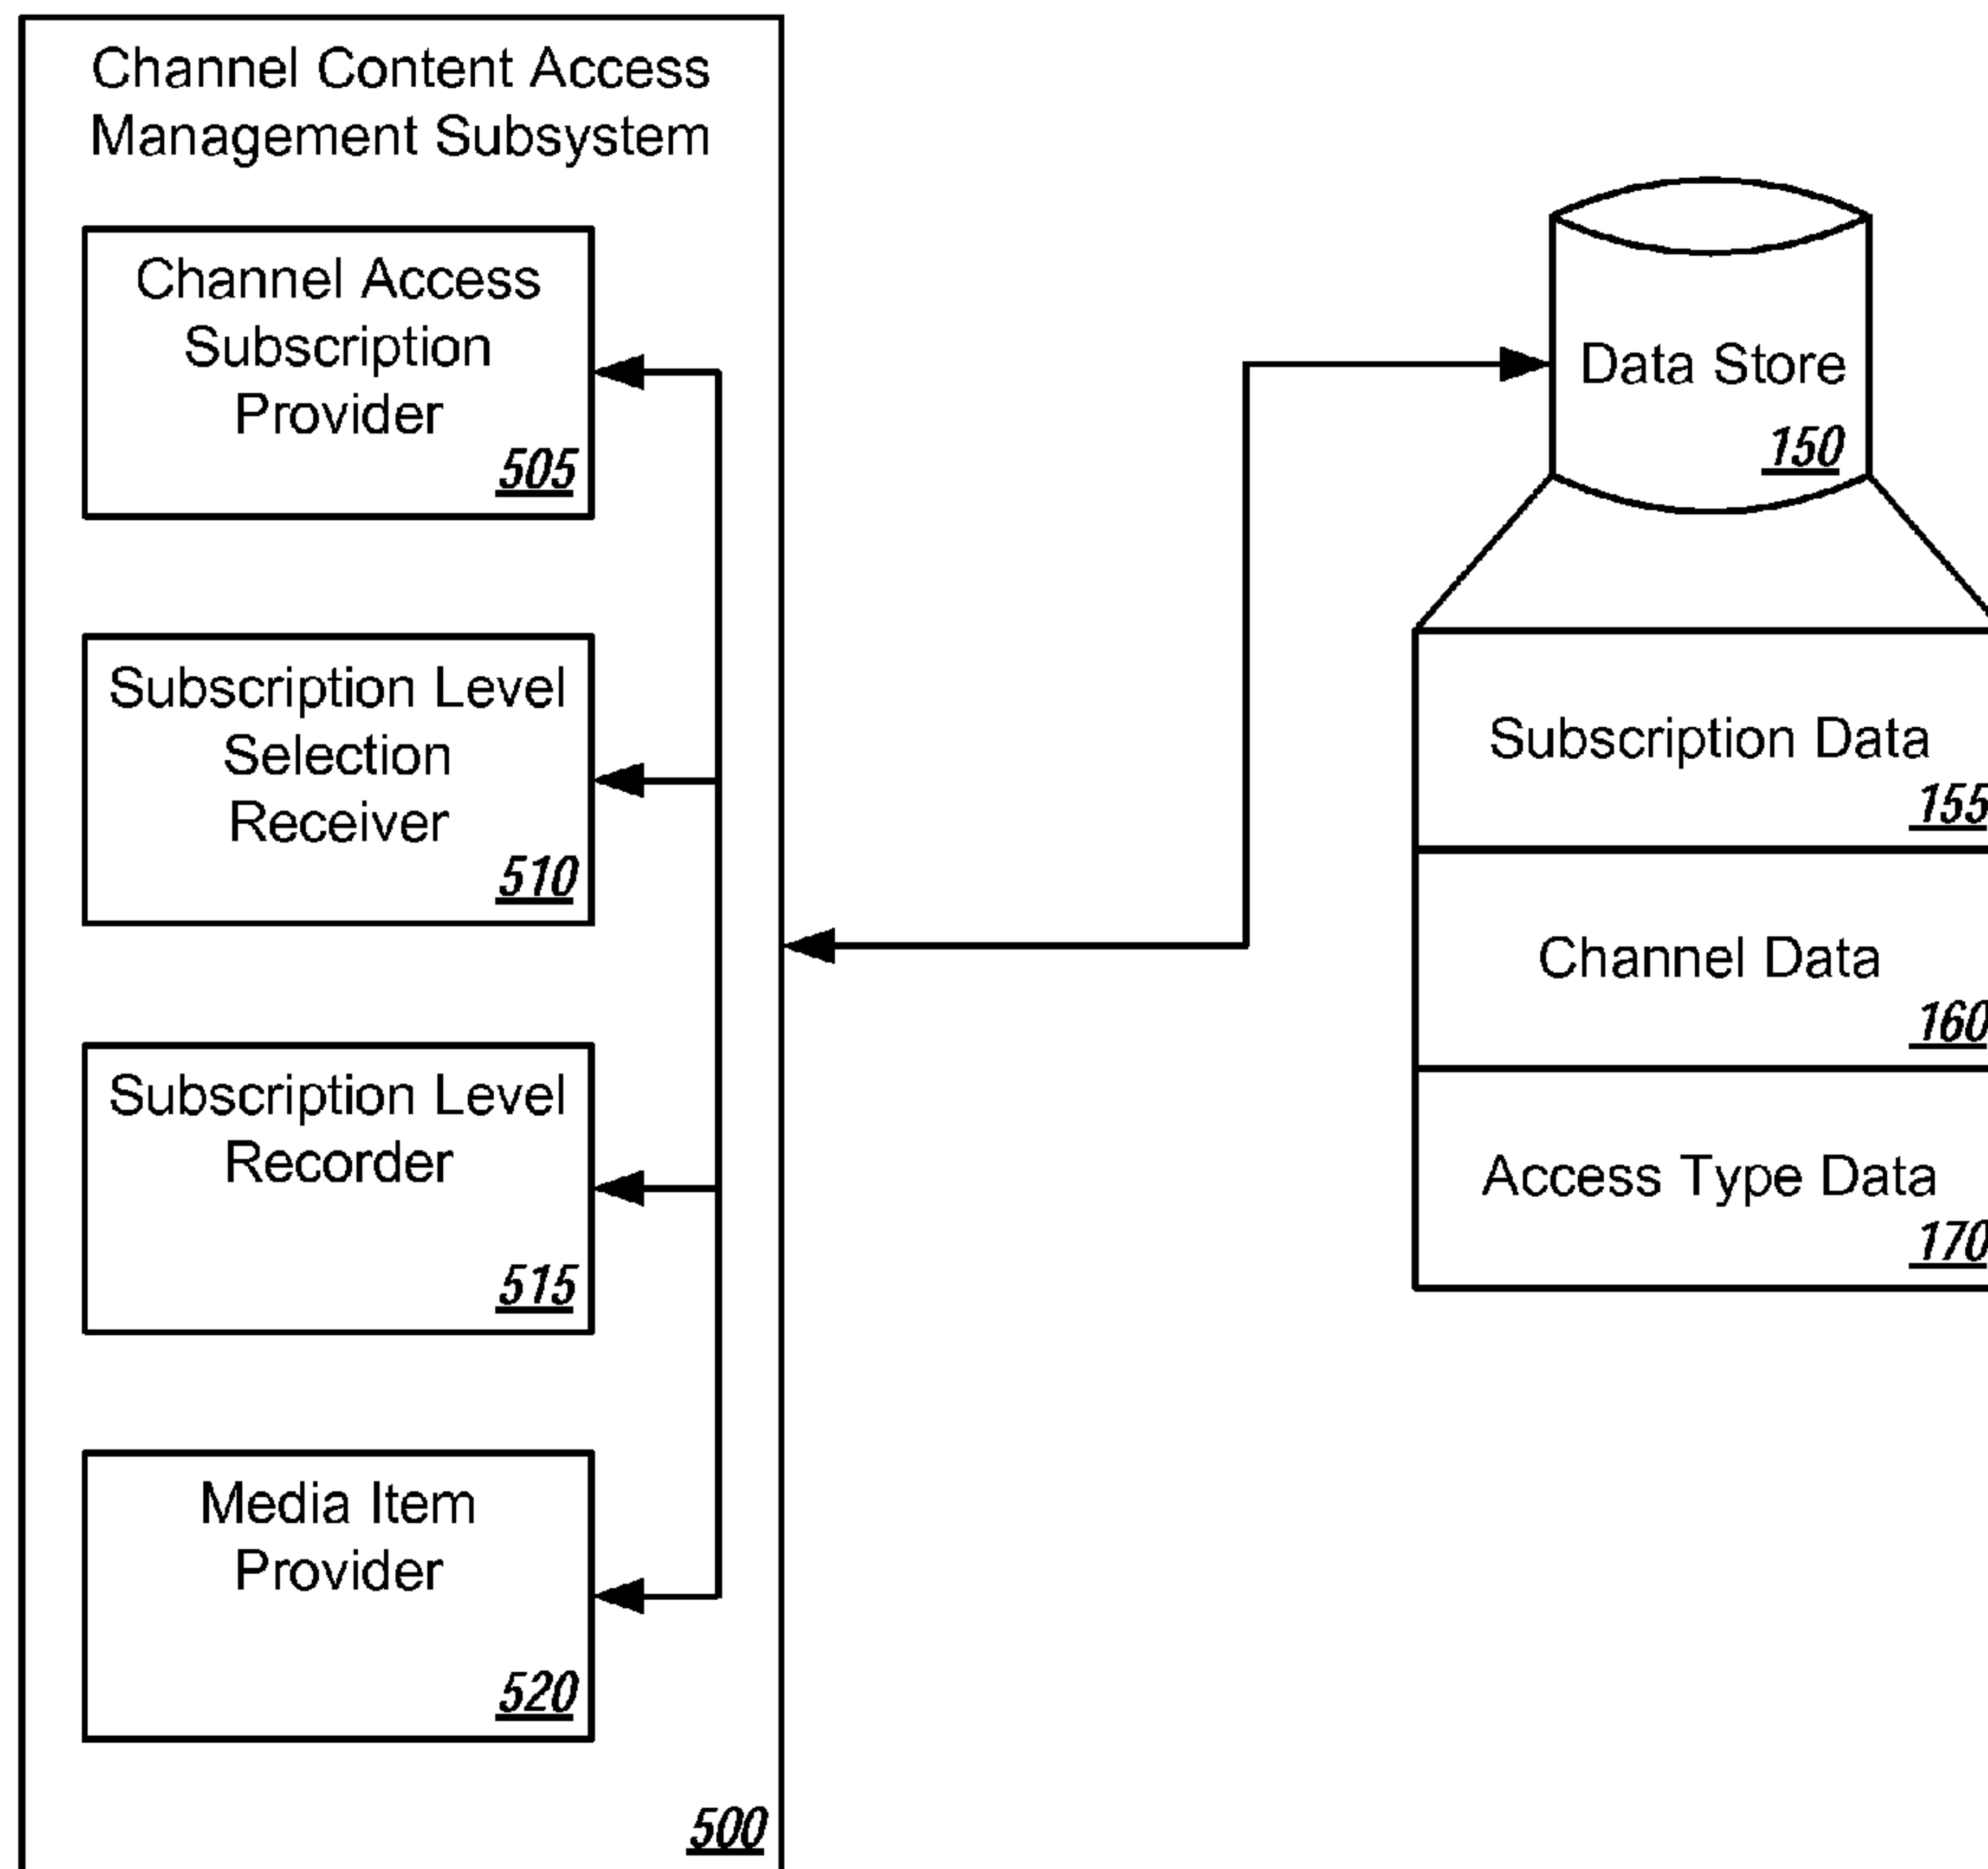 Channel Content Access
Management Subsystem
Channel Access
Subscription
Provider
505
Subscription Level
Selection
Receiver
510
Subscription Level
Recorder
515
Media Item
Provider
520
500
Data Store
150
Subscription Data
155
Channel Data
160
Access Type Data
170